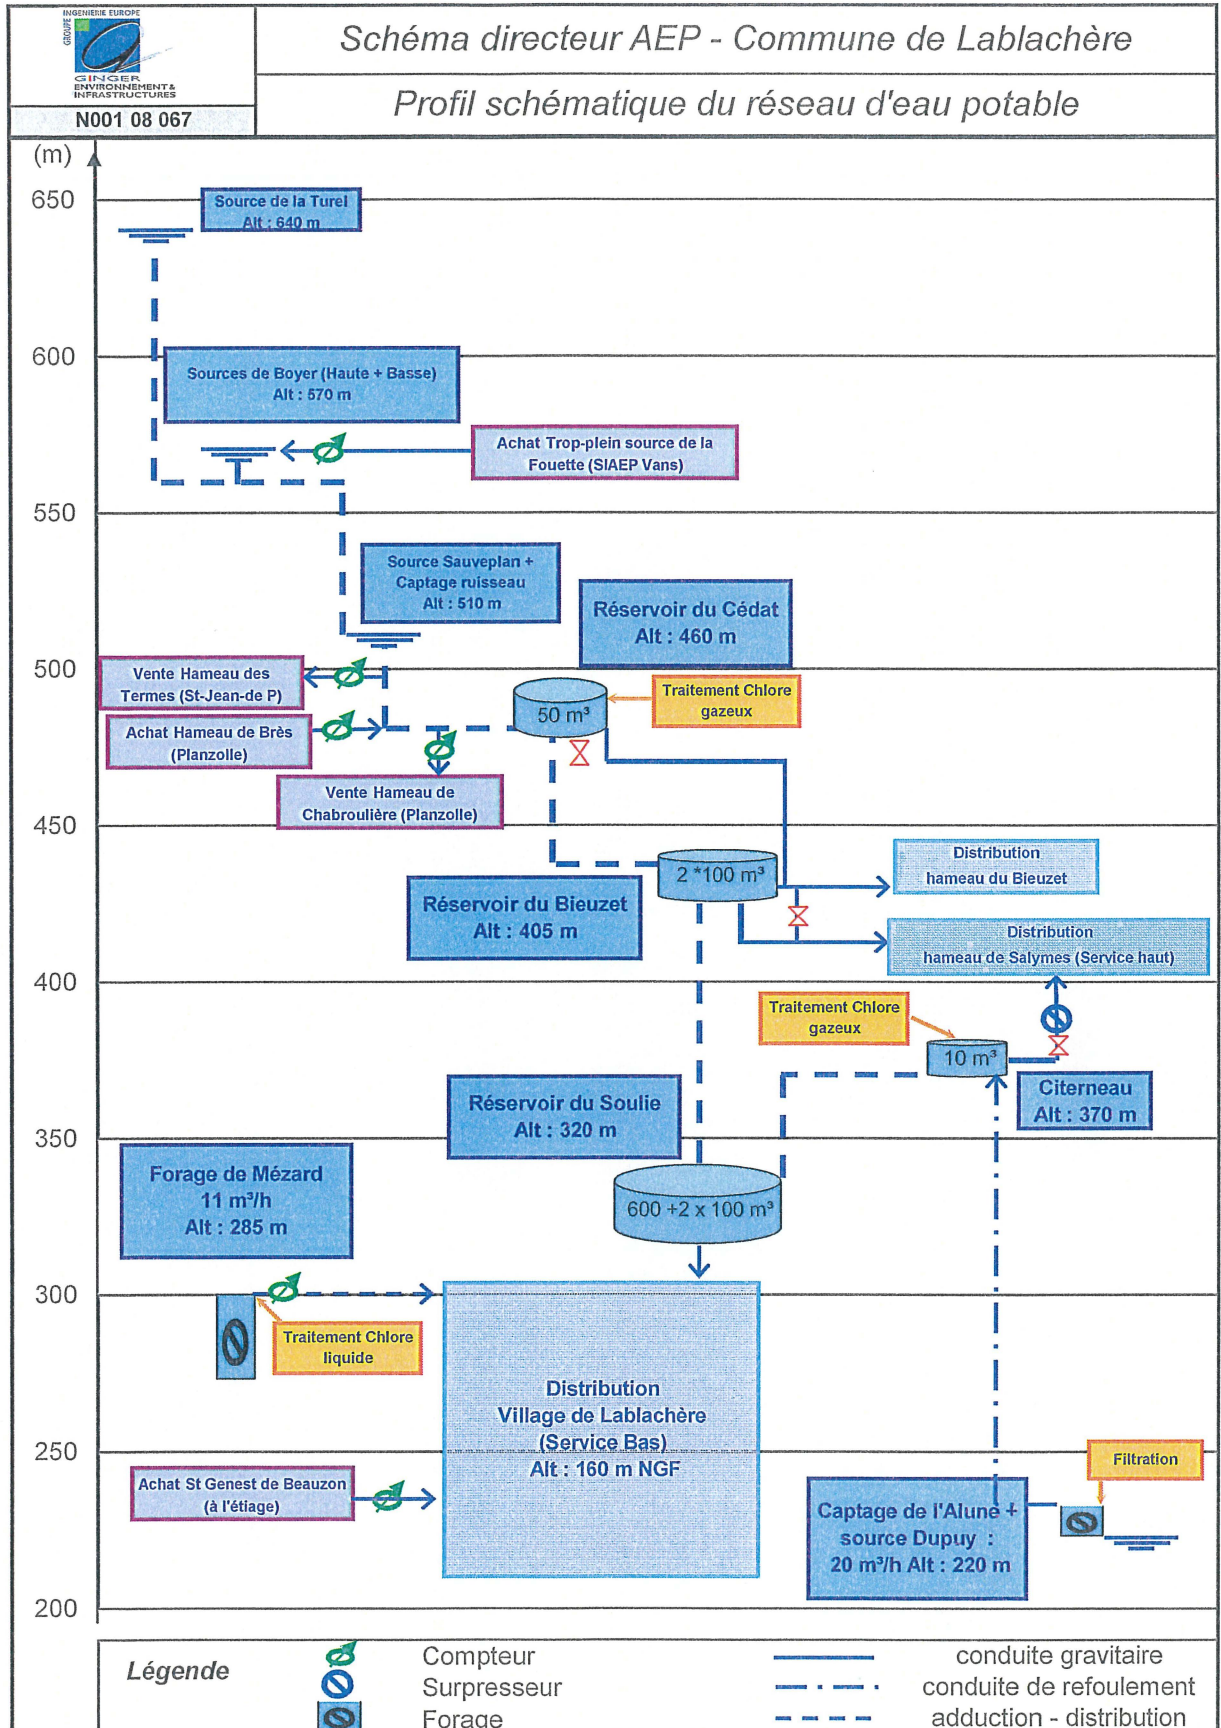 INGENIERIE EUROPE
GROUPE
GINGER
ENVIRONNEMENT &
INFRASTRUCTURES
N001 08 067
Schéma directeur AEP - Commune de Lablachère
Profil schématique du réseau d'eau potable
(m)
650
Source de la Turel
Alt : 640 m
600
Sources de Boyer (Haute + Basse)
Alt : 570 m
Achat Trop-plein source de la
Fouette (SIAEP Vans)
550
Source Sauveplan +
Captage ruisseau
Alt : 510 m
Réservoir du Cédat
Alt : 460 m
500
Vente Hameau des
Termes (St-Jean-de P)
Traitement Chlore
gazeux
50 m³
Achat Hameau de Brès
(Planzolle)
Vente Hameau de
Chabroulière (Planzolle)
450
Distribution
hameau du Bieuzet
2 *100 m³
Réservoir du Bieuzet
Alt : 405 m
Distribution
hameau de Salymes (Service haut)
400
Traitement Chlore
gazeux
10 m³
Citerneau
Alt : 370 m
Réservoir du Soulie
Alt : 320 m
350
Forage de Mézard
11 m³/h
Alt : 285 m
600 +2 x 100 m³
300
Traitement Chlore
liquide
Distribution
Village de Lablachère
(Service Bas)
Alt : 160 m NGF
250
Filtration
Achat St Genest de Beauzon
(à l'étiage)
Captage de l'Alune +
source Dupuy :
20 m³/h Alt : 220 m
200
Légende
Compteur
conduite gravitaire
Surpresseur
conduite de refoulement
Forage
adduction - distribution